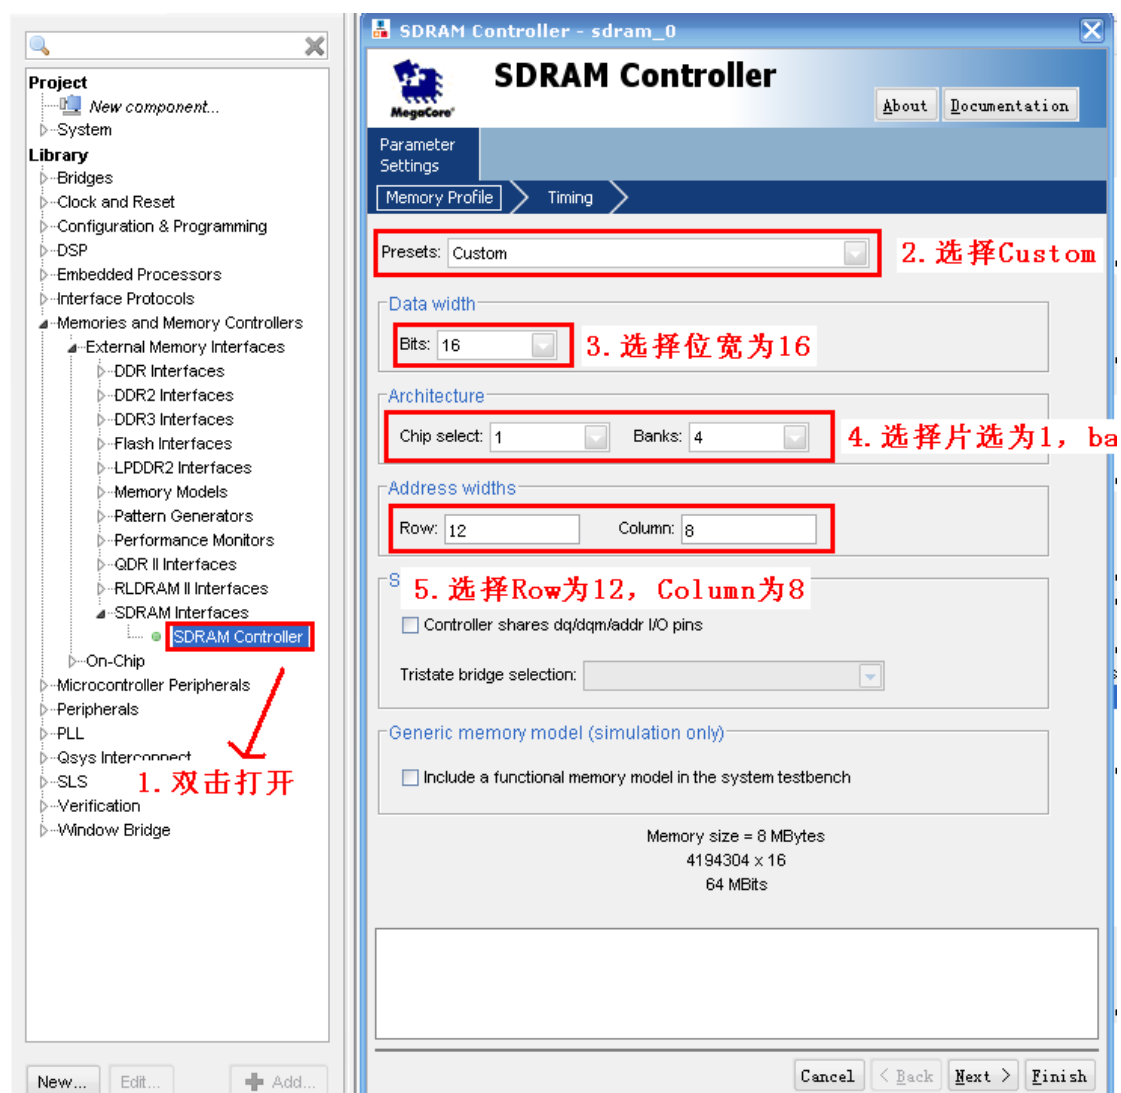 Project
New component...
System
Library
Bridges
Clock and Reset
Configuration & Programming
DSP
Embedded Processors
Interface Protocols
Memories and Memory Controllers
External Memory Interfaces
DDR Interfaces
DDR2 Interfaces
DDR3 Interfaces
Flash Interfaces
LPDDR2 Interfaces
Memory Models
Pattern Generators
Performance Monitors
QDR II Interfaces
RLDRAM II Interfaces
SDRAM Interfaces
SDRAM Controller
On-Chip
Microcontroller Peripherals
Peripherals
PLL
Qsys Interconnect
SLS
Verification
Window Bridge
1. 双击打开
New... Edit... Add...
SDRAM Controller - sdram_0
MegaCore
SDRAM Controller
About Documentation
Parameter
Settings
Memory Profile Timing
Presets: Custom
2. 选择Custom
Data width
Bits: 16
3. 选择位宽为16
Architecture
Chip select: 1 Banks: 4
4. 选择片选为1, ba
Address widths
Row: 12 Column: 8
S
5. 选择Row为12, Column为8
Controller shares dq/dqm/addr I/O pins
Tristate bridge selection:
Generic memory model (simulation only)
Include a functional memory model in the system testbench
Memory size = 8 MBytes
4194304 x 16
64 MBits
Cancel < Back Next > Finish